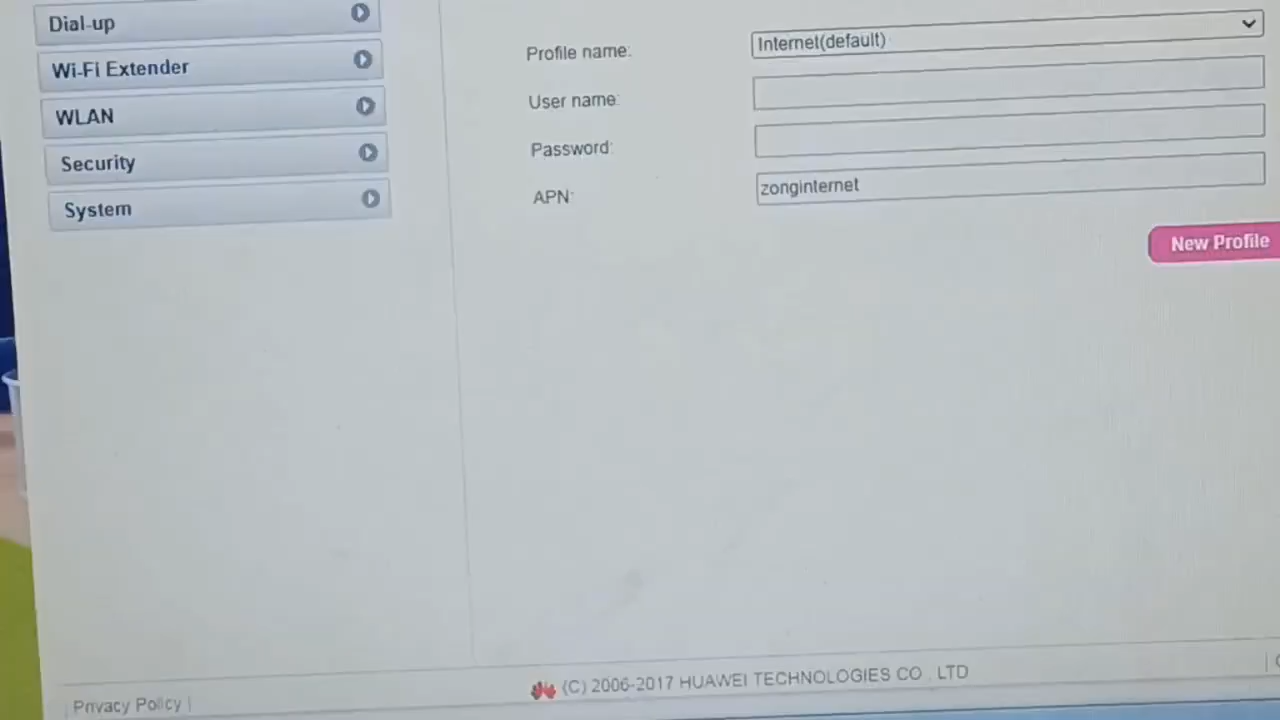 Dial-up
Wi-Fi Extender
WLAN
Security
System
Profile name:
Internet(default)
User name:
Password:
APN:
zonginternet
New Profile
Privacy Policy |
(C) 2006-2017 HUAWEI TECHNOLOGIES CO., LTD